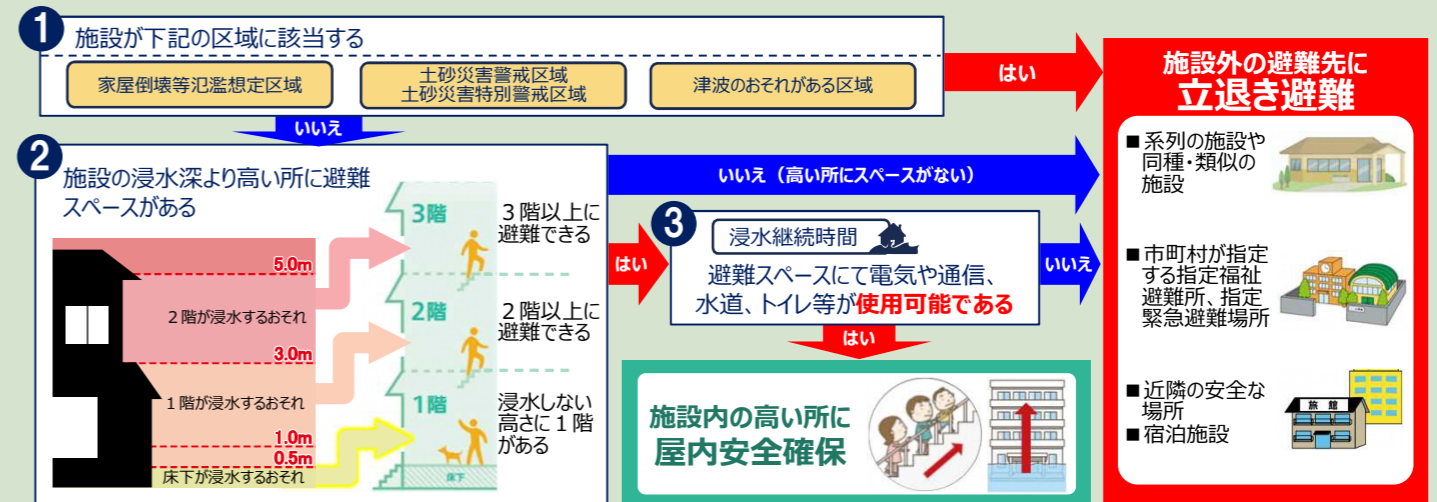 1
施設が下記の区域に該当する
家屋倒壊等氾濫想定区域
土砂災害警戒区域
土砂災害特別警戒区域
津波のおそれがある区域
はい
いいえ
2
施設の浸水深より高い所に避難
スペースがある
5.0m
2階が浸水するおそれ
3.0m
1階が浸水するおそれ
1.0m
0.5m
床下が浸水するおそれ
3階
3階以上に
避難できる
2階
2階以上に
避難できる
1階
浸水しない
高さに1階
がある
床下
いいえ（高い所にスペースがない）
はい
3
浸水継続時間
避難スペースにて電気や通信、
水道、トイレ等が使用可能である
いいえ
はい
施設内の高い所に
屋内安全確保
施設外の避難先に
立退き避難
■系列の施設や
同種・類似の
施設
■市町村が指定
する指定福祉
避難所、指定
緊急避難場所
■近隣の安全な
場所
■宿泊施設
旅館